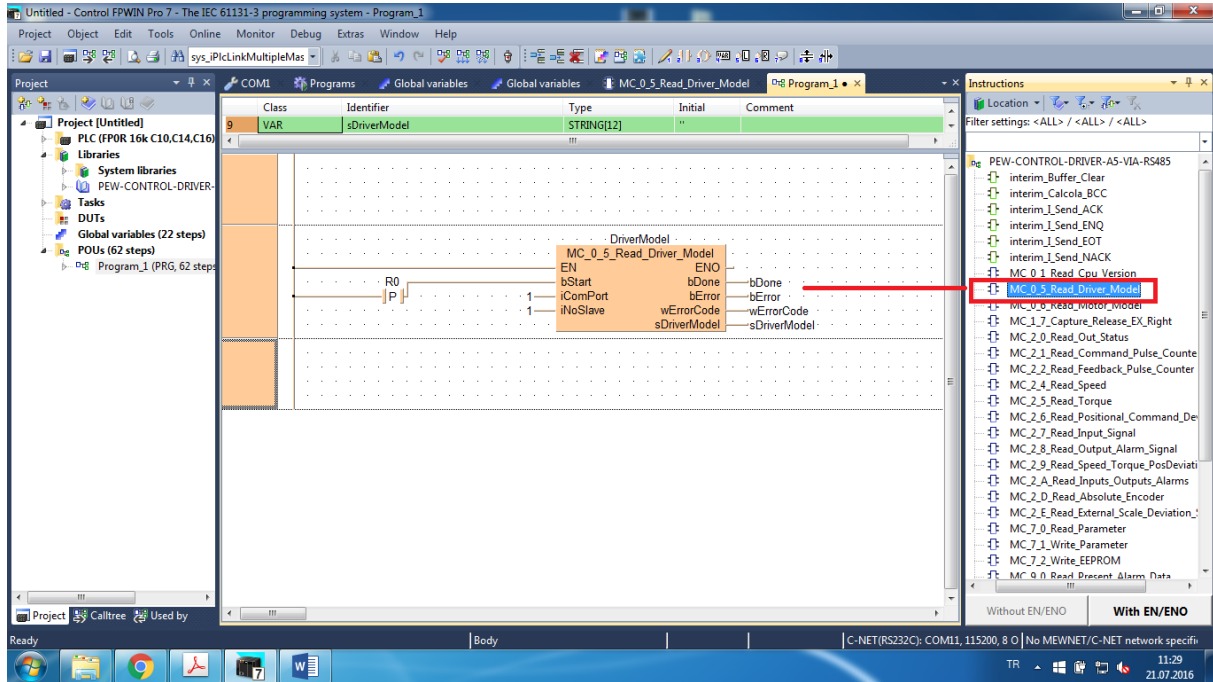 Untitled - Control FPWIN Pro 7 - The IEC 61131-3 programming system - Program_1
Project Object Edit Tools Online Monitor Debug Extras Window Help
sys_iPlcLinkMultipleMas
Project
COM1 Programs Global variables Global variables MC_0_5_Read_Driver_Model Program_1
Instructions
Location
Filter settings: <ALL> / <ALL> / <ALL>
Project [Untitled]
PLC (FP0R 16k C10,C14,C16)
Libraries
System libraries
PEW-CONTROL-DRIVER-
Tasks
DUTs
Global variables (22 steps)
POUs (62 steps)
Program_1 (PRG, 62 steps
Class Identifier Type Initial Comment
9 VAR sDriverModel STRING[12] ''
DriverModel
MC_0_5_Read_Driver_Model
EN ENO
R0
P
bStart bDone bDone
1 iComPort bError bError
1 iNoSlave wErrorCode wErrorCode
sDriverModel sDriverModel
PEW-CONTROL-DRIVER-A5-VIA-RS485
interim_Buffer_Clear
interim_Calcola_BCC
interim_I_Send_ACK
interim_I_Send_ENQ
interim_I_Send_EOT
interim_I_Send_NACK
MC_0_1_Read_Cpu_Version
MC_0_5_Read_Driver_Model
MC_0_6_Read_Motor_Model
MC_1_7_Capture_Release_EX_Right
MC_2_0_Read_Out_Status
MC_2_1_Read_Command_Pulse_Counte
MC_2_2_Read_Feedback_Pulse_Counter
MC_2_4_Read_Speed
MC_2_5_Read_Torque
MC_2_6_Read_Positional_Command_De
MC_2_7_Read_Input_Signal
MC_2_8_Read_Output_Alarm_Signal
MC_2_9_Read_Speed_Torque_PosDeviati
MC_2_A_Read_Inputs_Outputs_Alarms
MC_2_D_Read_Absolute_Encoder
MC_2_E_Read_External_Scale_Deviation_
MC_7_0_Read_Parameter
MC_7_1_Write_Parameter
MC_7_2_Write_EEPROM
MC_9_0_Read_Present_Alarm_Data
Project Calltree Used by
Without EN/ENO With EN/ENO
Ready Body C-NET(RS232C): COM11, 115200, 8 O No MEWNET/C-NET network specifi
7 W TR 11:29
21.07.2016